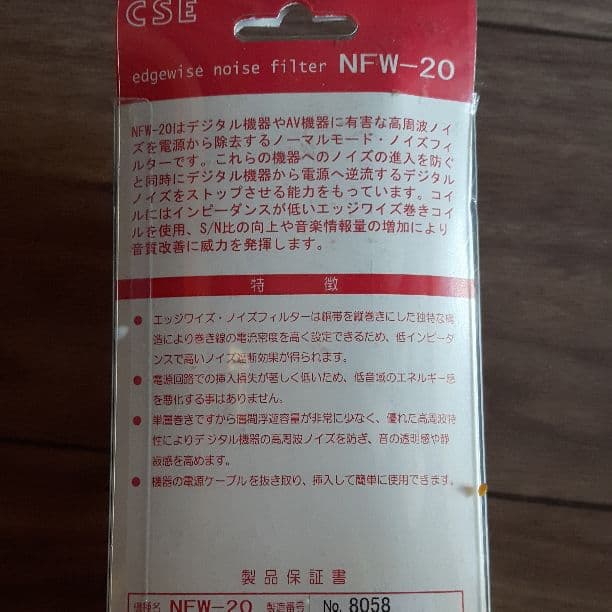 CSE
edgewise noise filter NFW-20
NFW-20はデジタル機器やAV機器に有害な高周波ノイ
ズを電源から除去するノーマルモード・ノイズフィ
ルターです。これらの機器へのノイズの進入を防ぐ
と同時にデジタル機器から電源へ逆流するデジタル
ノイズをストップさせる能力をもっています。コイ
ルにはインピーダンスが低いエッジワイズ巻きコイ
ルを使用、S/N比の向上や音楽情報量の増加により
音質改善に威力を発揮します。
特 徴
● エッジワイズ・ノイズフィルターは銅帯を縦巻きにした独特な構
造により巻き線の電流密度を高く設定できるため、低インピーダ
ンスで高いノイズ遮断効果が得られます。
● 電源回路での挿入損失が著しく低いため、低音域のエネルギー感
を悪化する事はありません。
● 単層巻きですから層間浮遊容量が非常に少なく、優れた高周波特
性によりデジタル機器の高周波ノイズを防ぎ、音の透明感や静
寂感を高めます。
● 機器の電源ケーブルを抜き取り、挿入して簡単に使用できます。
製品保証書
機種名 NFW-20 製造番号 No. 8058